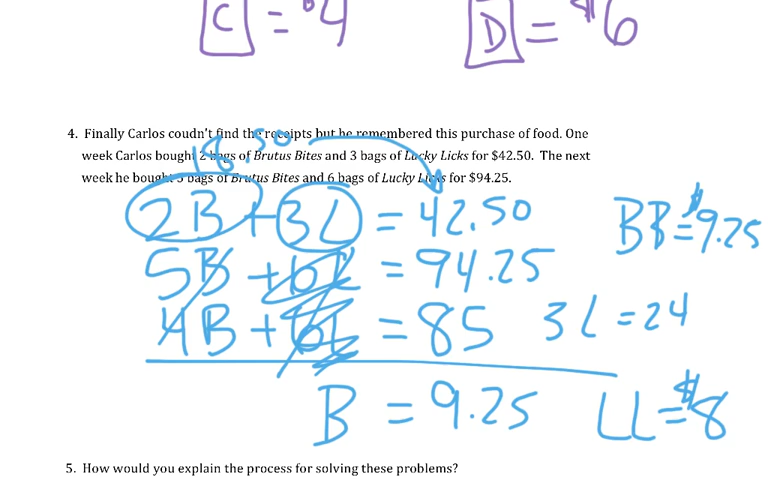 C = $4
D = $6
4. Finally Carlos coudn't find the receipts but he remembered this purchase of food. One
week Carlos bought 2 bags of Brutus Bites and 3 bags of Lucky Licks for $42.50. The next
week he bought 5 bags of Brutus Bites and 6 bags of Lucky Licks for $94.25.
18.50
2B + 3L = 42.50
BB = $9.25
5B + 6L = 94.25
4B + 6L = 85
3L = 24
B = 9.25
LL = $8
5. How would you explain the process for solving these problems?